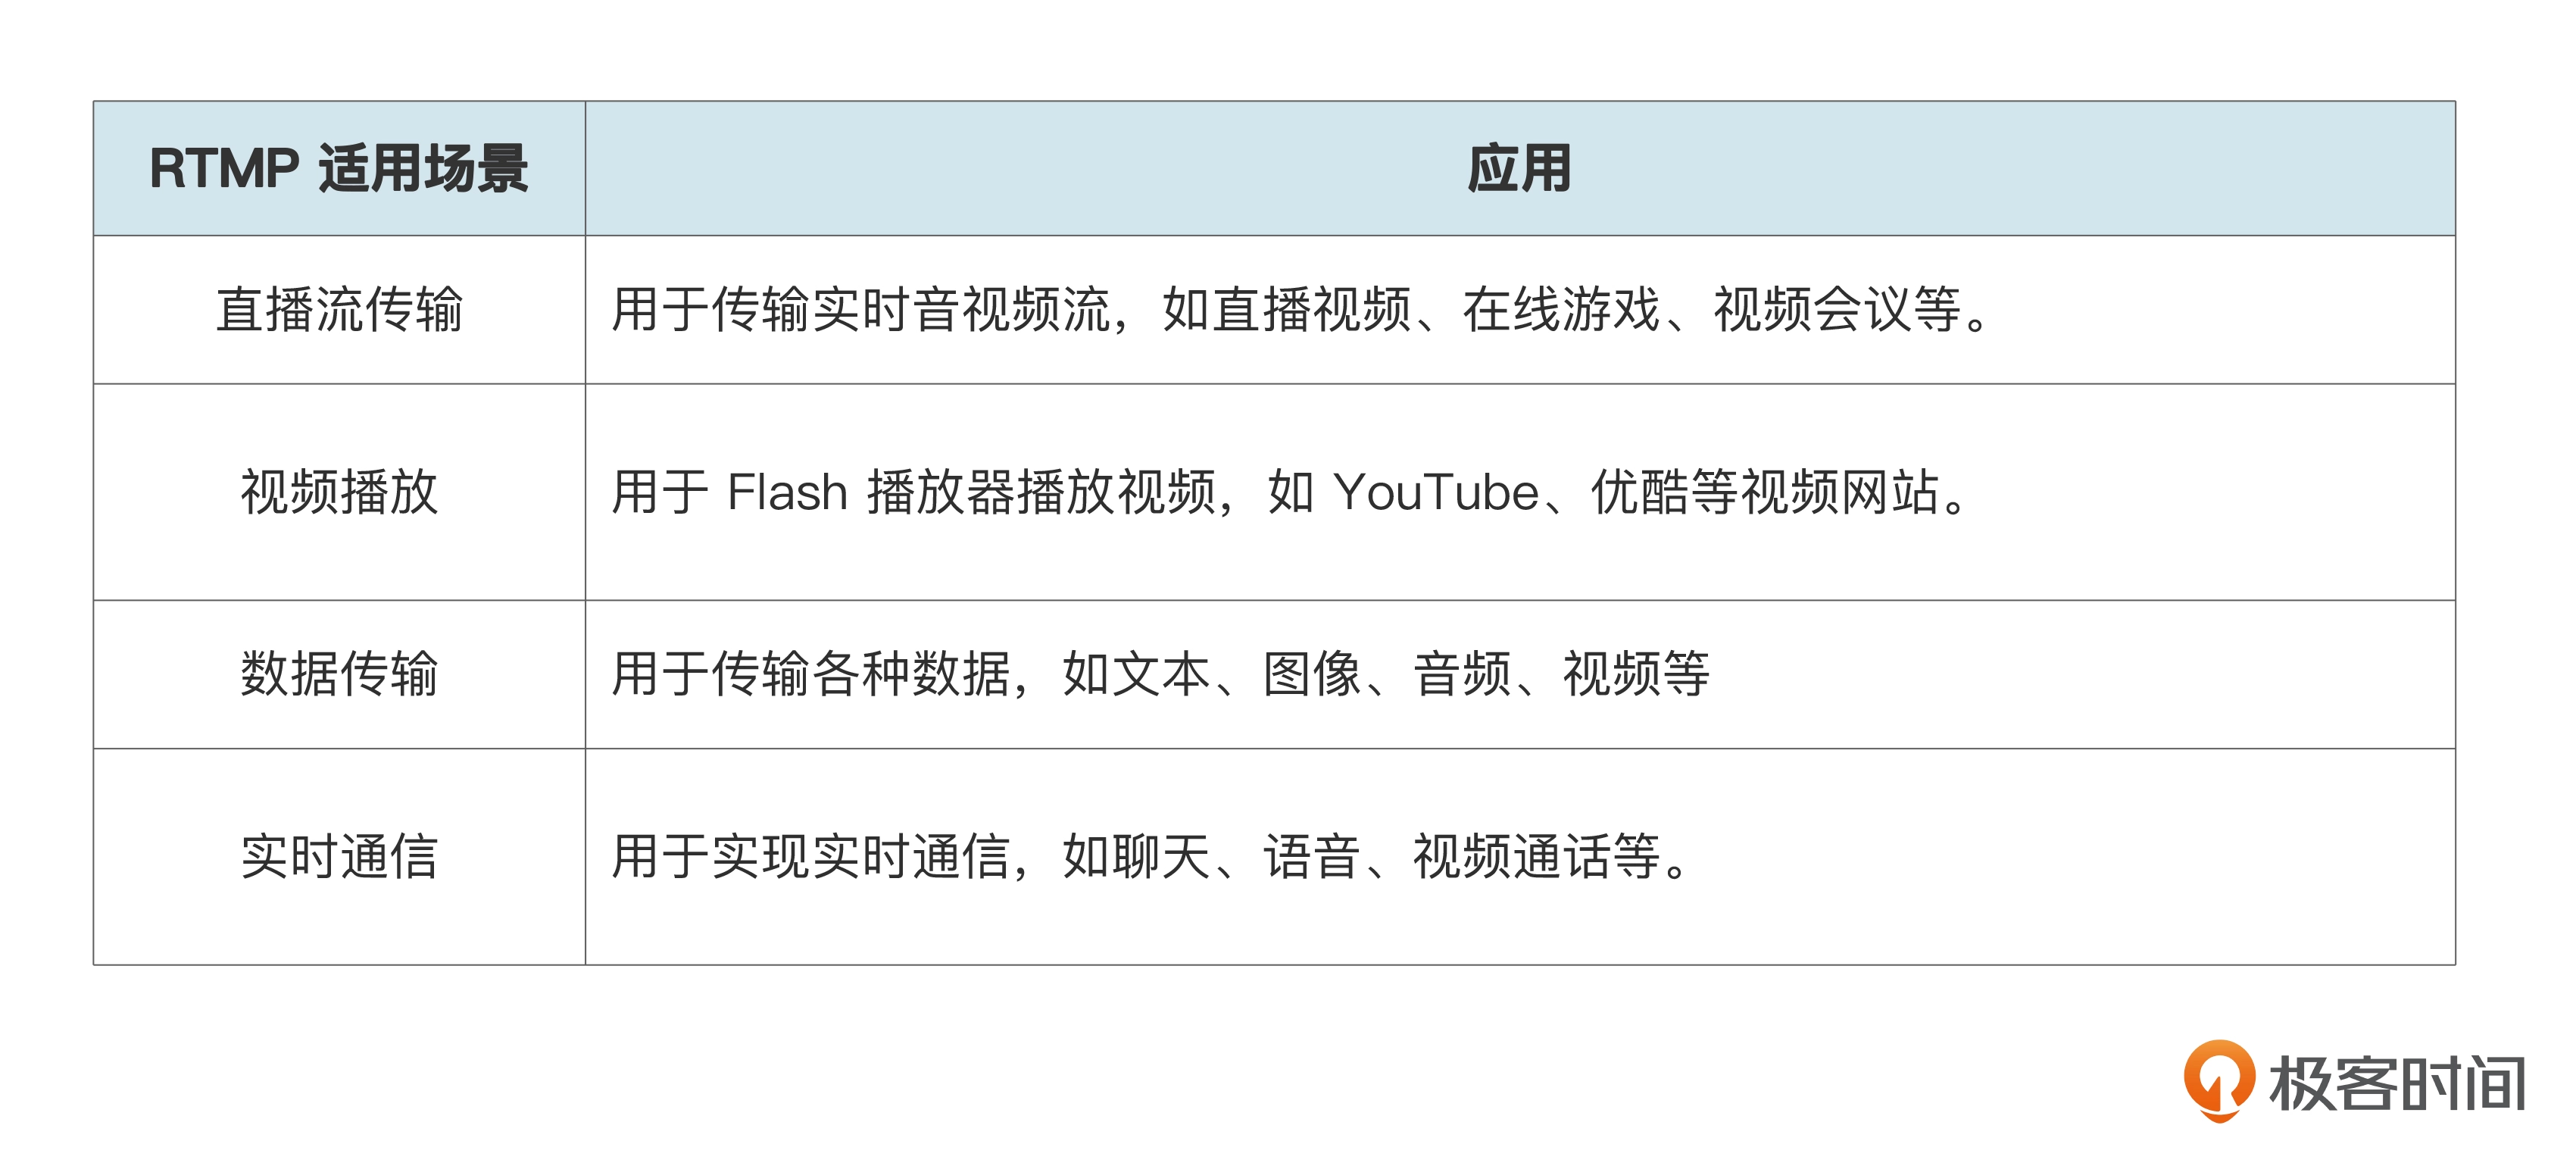 RTMP 适用场景
应用
直播流传输
用于传输实时音视频流，如直播视频、在线游戏、视频会议等。
视频播放
用于 Flash 播放器播放视频，如 YouTube、优酷等视频网站。
数据传输
用于传输各种数据，如文本、图像、音频、视频等
实时通信
用于实现实时通信，如聊天、语音、视频通话等。
极客时间